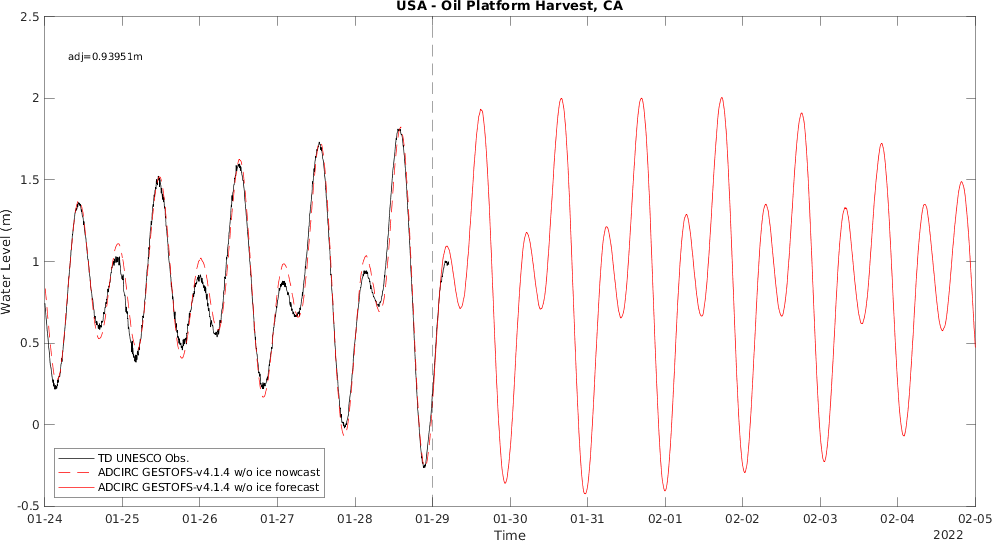 USA - Oil Platform Harvest, CA
adj=0.93951m
Water Level (m)
2.5
2
1.5
1
0.5
0
-0.5
TD UNESCO Obs.
ADCIRC GESTOFS-v4.1.4 w/o ice nowcast
ADCIRC GESTOFS-v4.1.4 w/o ice forecast
01-24 01-25 01-26 01-27 01-28 01-29 01-30 01-31 02-01 02-02 02-03 02-04 02-05
Time
2022